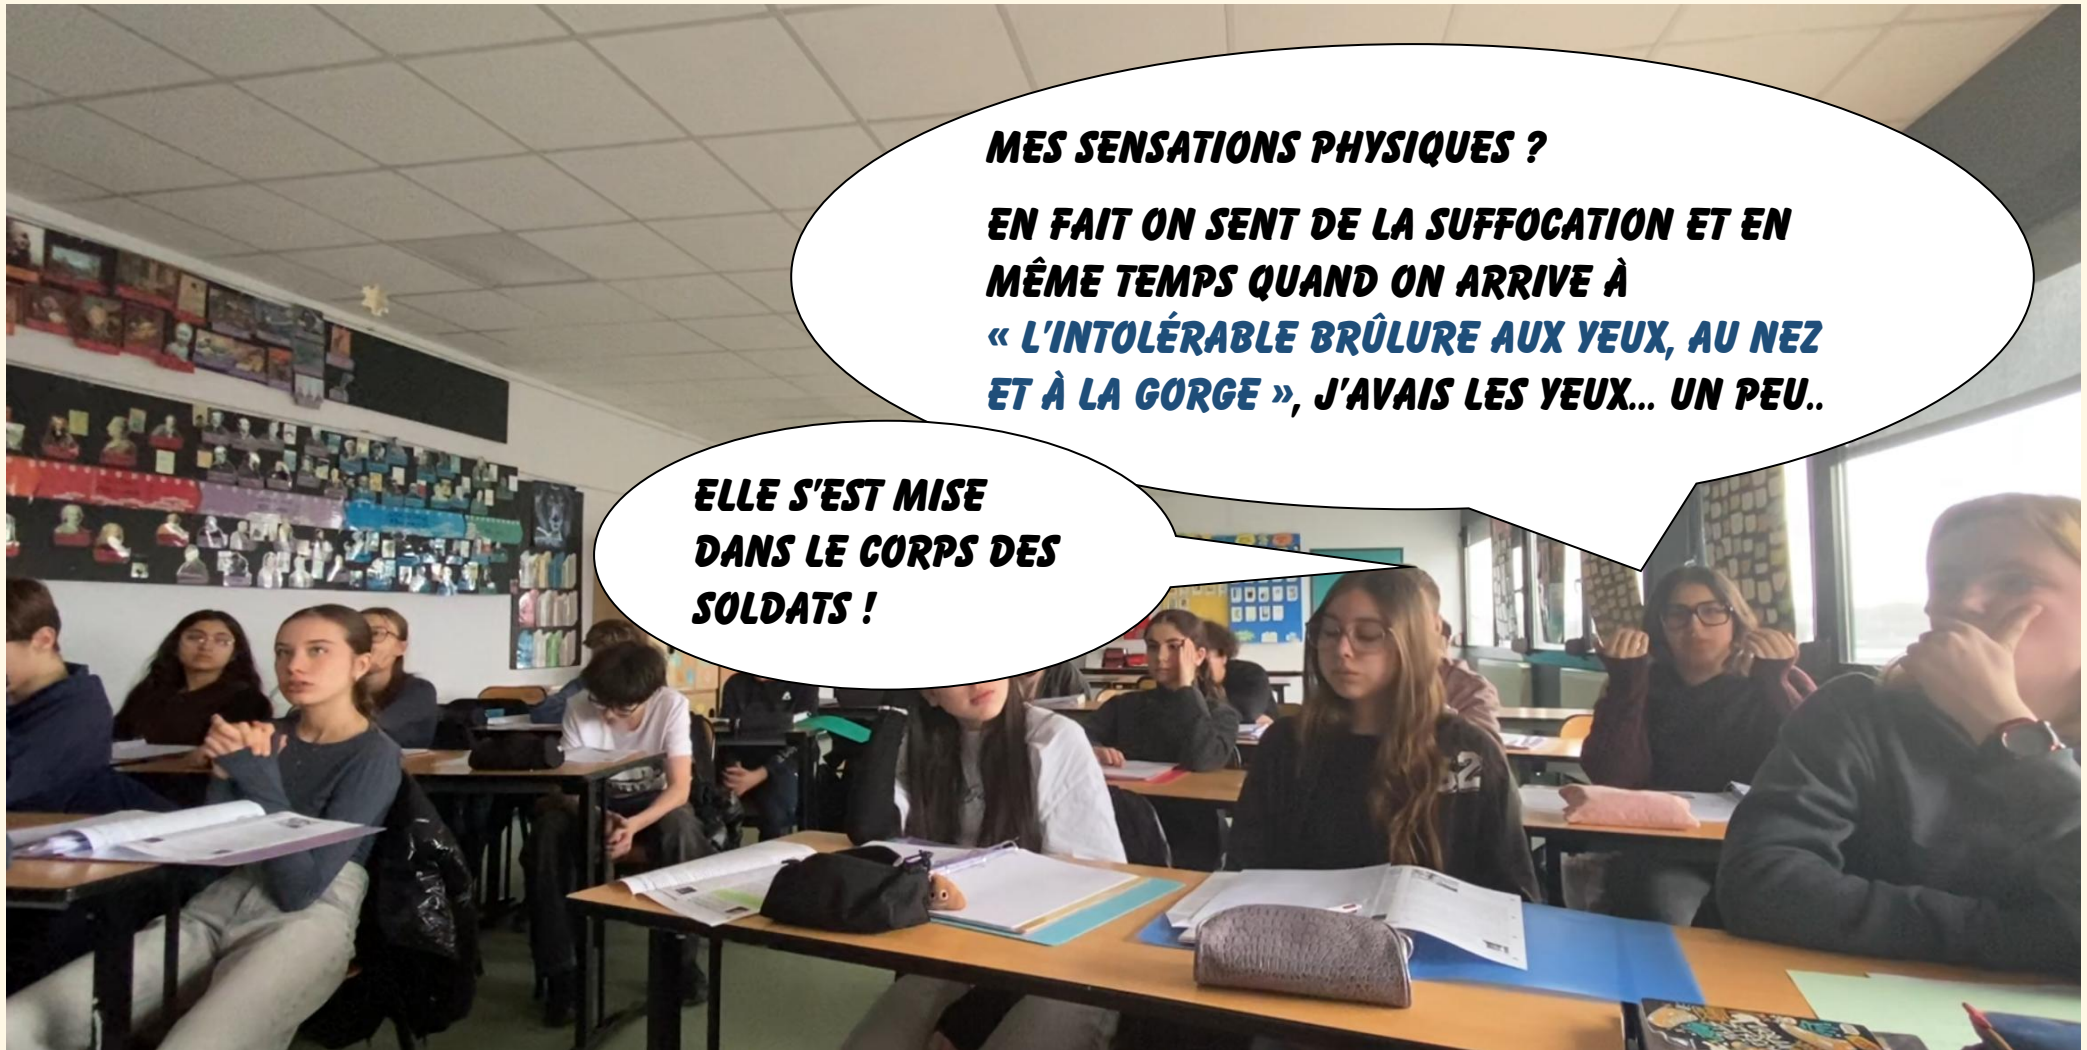 MES SENSATIONS PHYSIQUES ?
EN FAIT ON SENT DE LA SUFFOCATION ET EN
MÊME TEMPS QUAND ON ARRIVE À
« L'INTOLÉRABLE BRÛLURE AUX YEUX, AU NEZ
ET À LA GORGE », J'AVAIS LES YEUX... UN PEU..
ELLE S'EST MISE
DANS LE CORPS DES
SOLDATS !